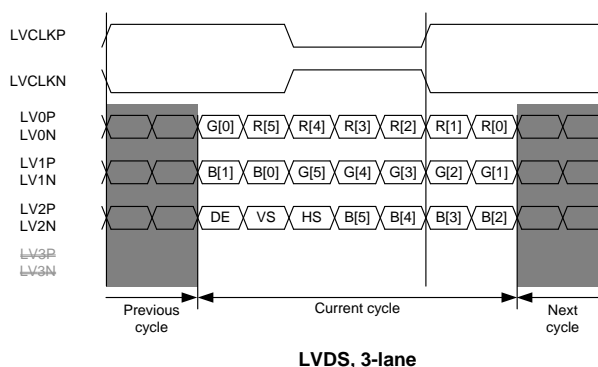 LVCLKP
LVCLKN
LV0P
LV0N
G[0] R[5] R[4] R[3] R[2] R[1] R[0]
LV1P
LV1N
B[1] B[0] G[5] G[4] G[3] G[2] G[1]
LV2P
LV2N
DE VS HS B[5] B[4] B[3] B[2]
LV3P
LV3N
Previous cycle
Current cycle
Next cycle
LVDS, 3-lane